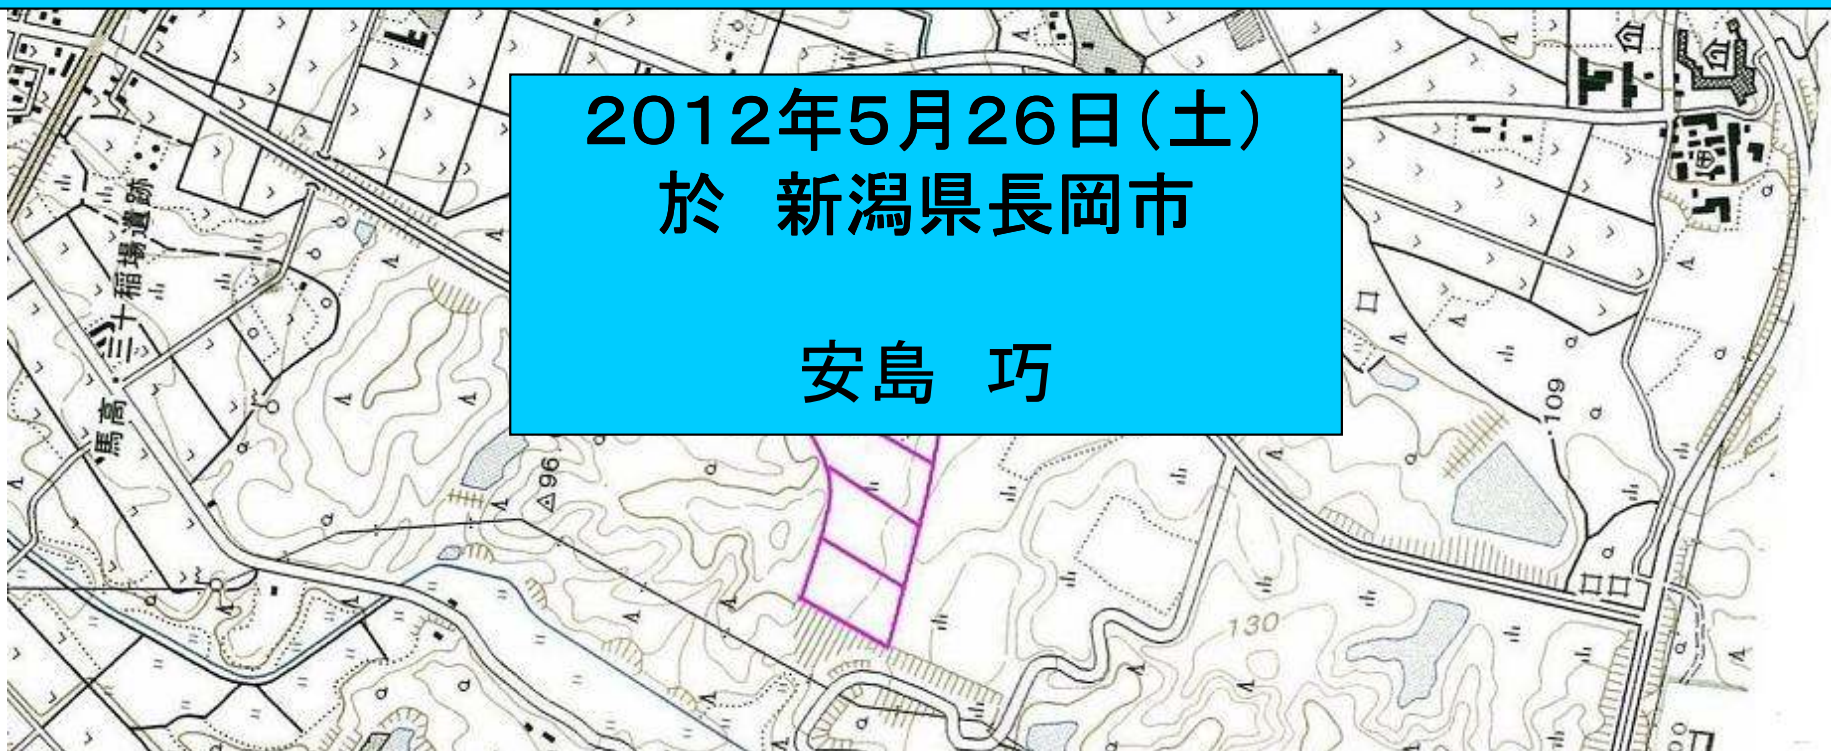 2012年5月26日(土)
於　新潟県長岡市
安島　巧
馬高・三十稲場遺跡
96
109
130